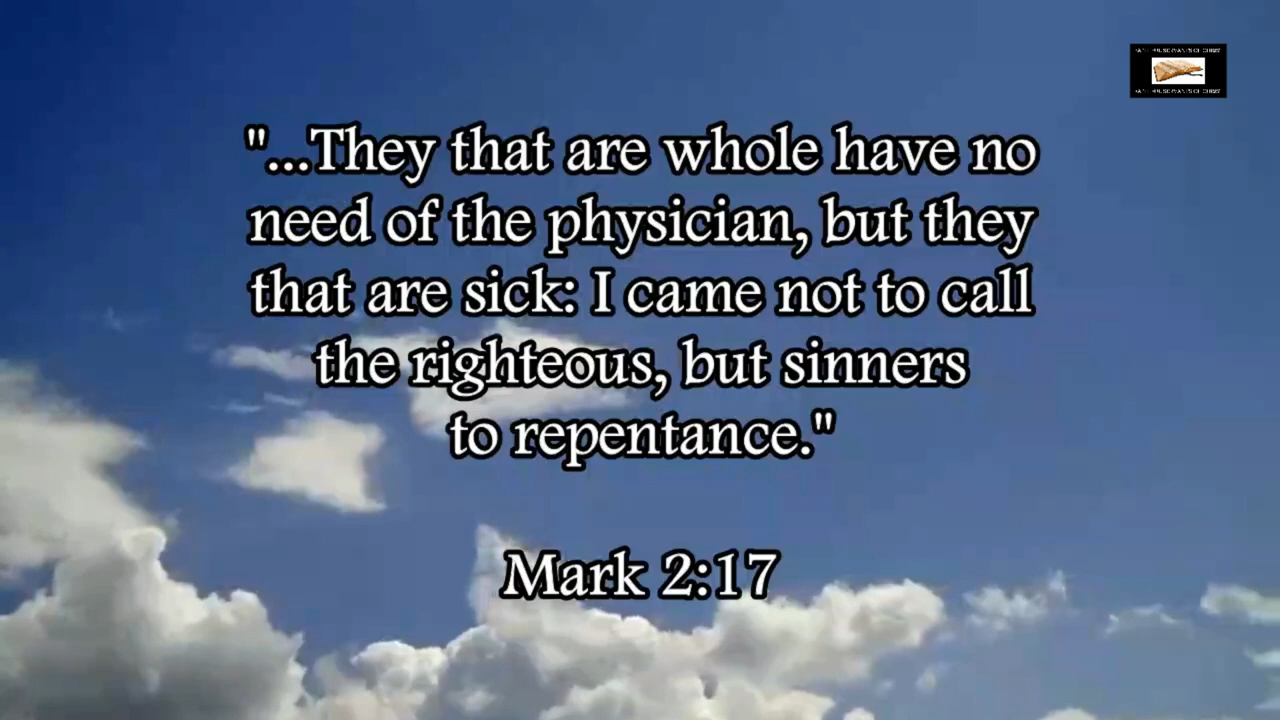 "...They that are whole have no
need of the physician, but they
that are sick: I came not to call
the righteous, but sinners
to repentance."
Mark 2:17